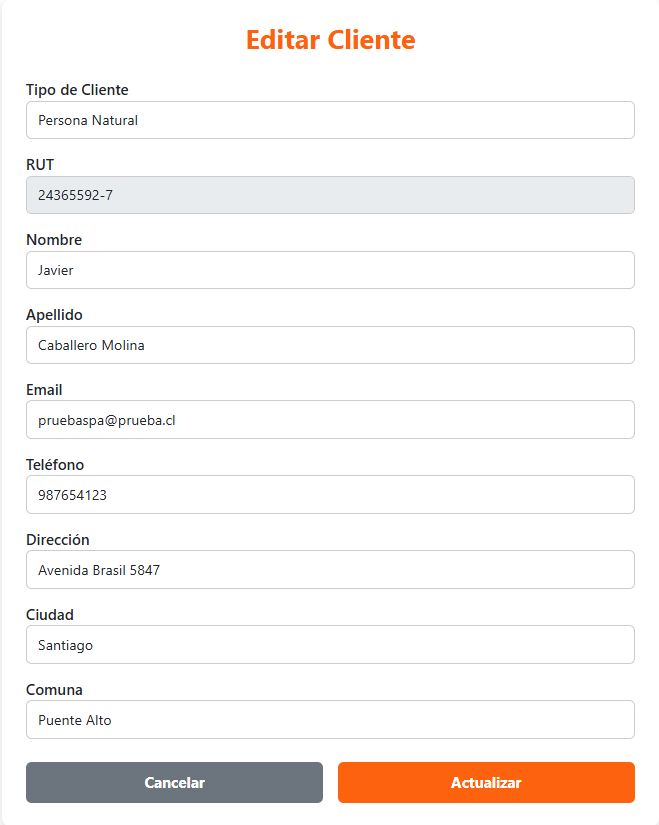 Editar Cliente
Tipo de Cliente
Persona Natural
RUT
24365592-7
Nombre
Javier
Apellido
Caballero Molina
Email
pruebaspa@prueba.cl
Teléfono
987654123
Dirección
Avenida Brasil 5847
Ciudad
Santiago
Comuna
Puente Alto
Cancelar
Actualizar